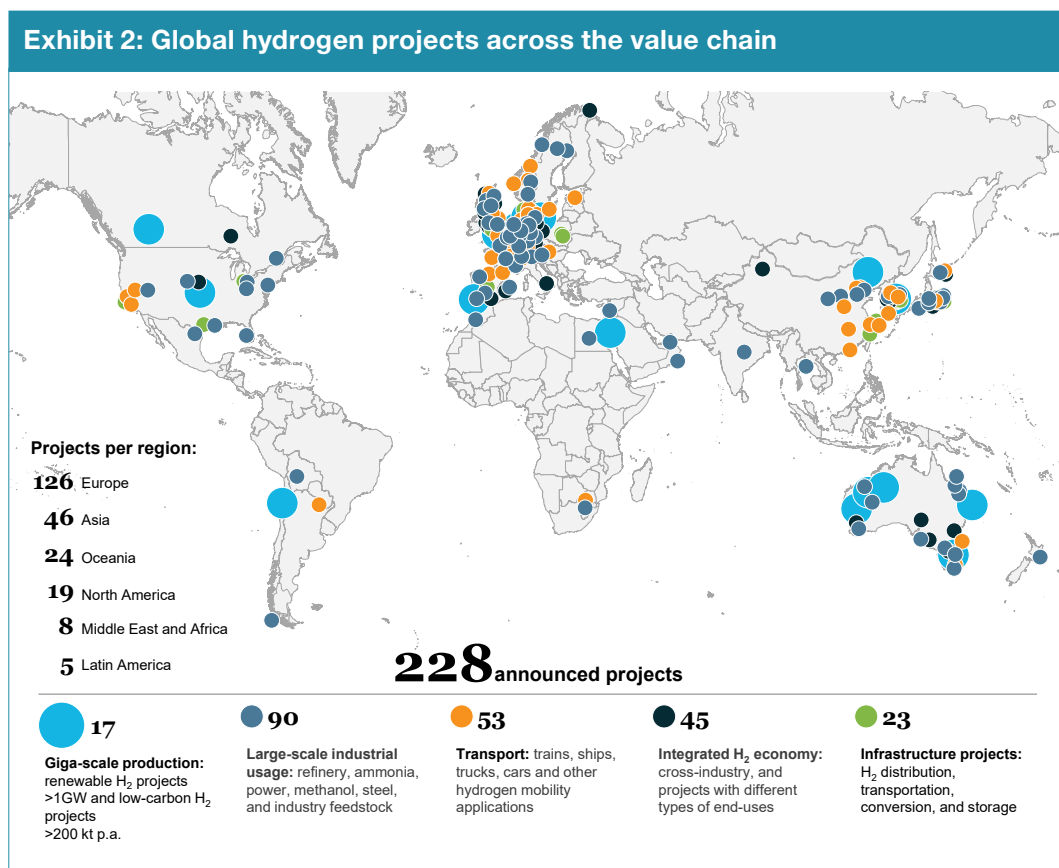 Exhibit 2: Global hydrogen projects across the value chain
Projects per region:
126 Europe
46 Asia
24 Oceania
19 North America
8 Middle East and Africa
5 Latin America
228 announced projects
17
Giga-scale production:
renewable H₂ projects
>1GW and low-carbon H₂
projects
>200 kt p.a.
90
Large-scale industrial
usage: refinery, ammonia,
power, methanol, steel,
and industry feedstock
53
Transport: trains, ships,
trucks, cars and other
hydrogen mobility
applications
45
Integrated H₂ economy:
cross-industry, and
projects with different
types of end-uses
23
Infrastructure projects:
H₂ distribution,
transportation,
conversion, and storage